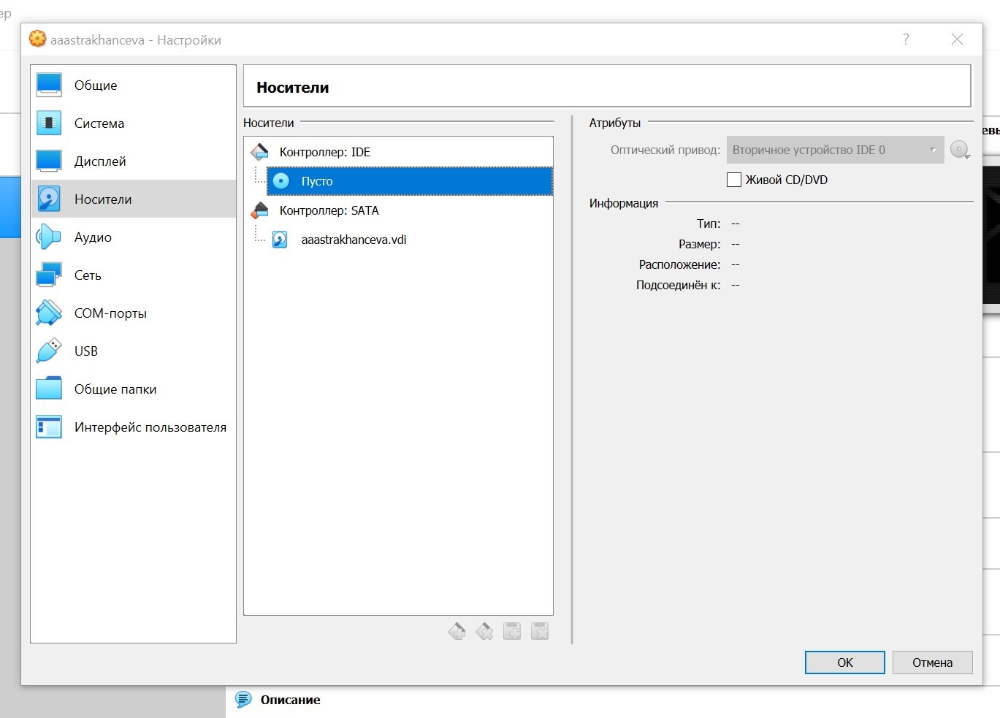 ер
aaastrakhanceva - Настройки
?
Общие
Система
Дисплей
Носители
Аудио
Сеть
COM-порты
USB
Общие папки
Интерфейс пользователя
Носители
Носители
Контроллер: IDE
Пусто
Контроллер: SATA
aaastrakhanceva.vdi
Атрибуты
Оптический привод: Вторичное устройство IDE 0
Живой CD/DVD
Информация
Тип: --
Размер: --
Расположение: --
Подсоединён к: --
OK
Отмена
Описание